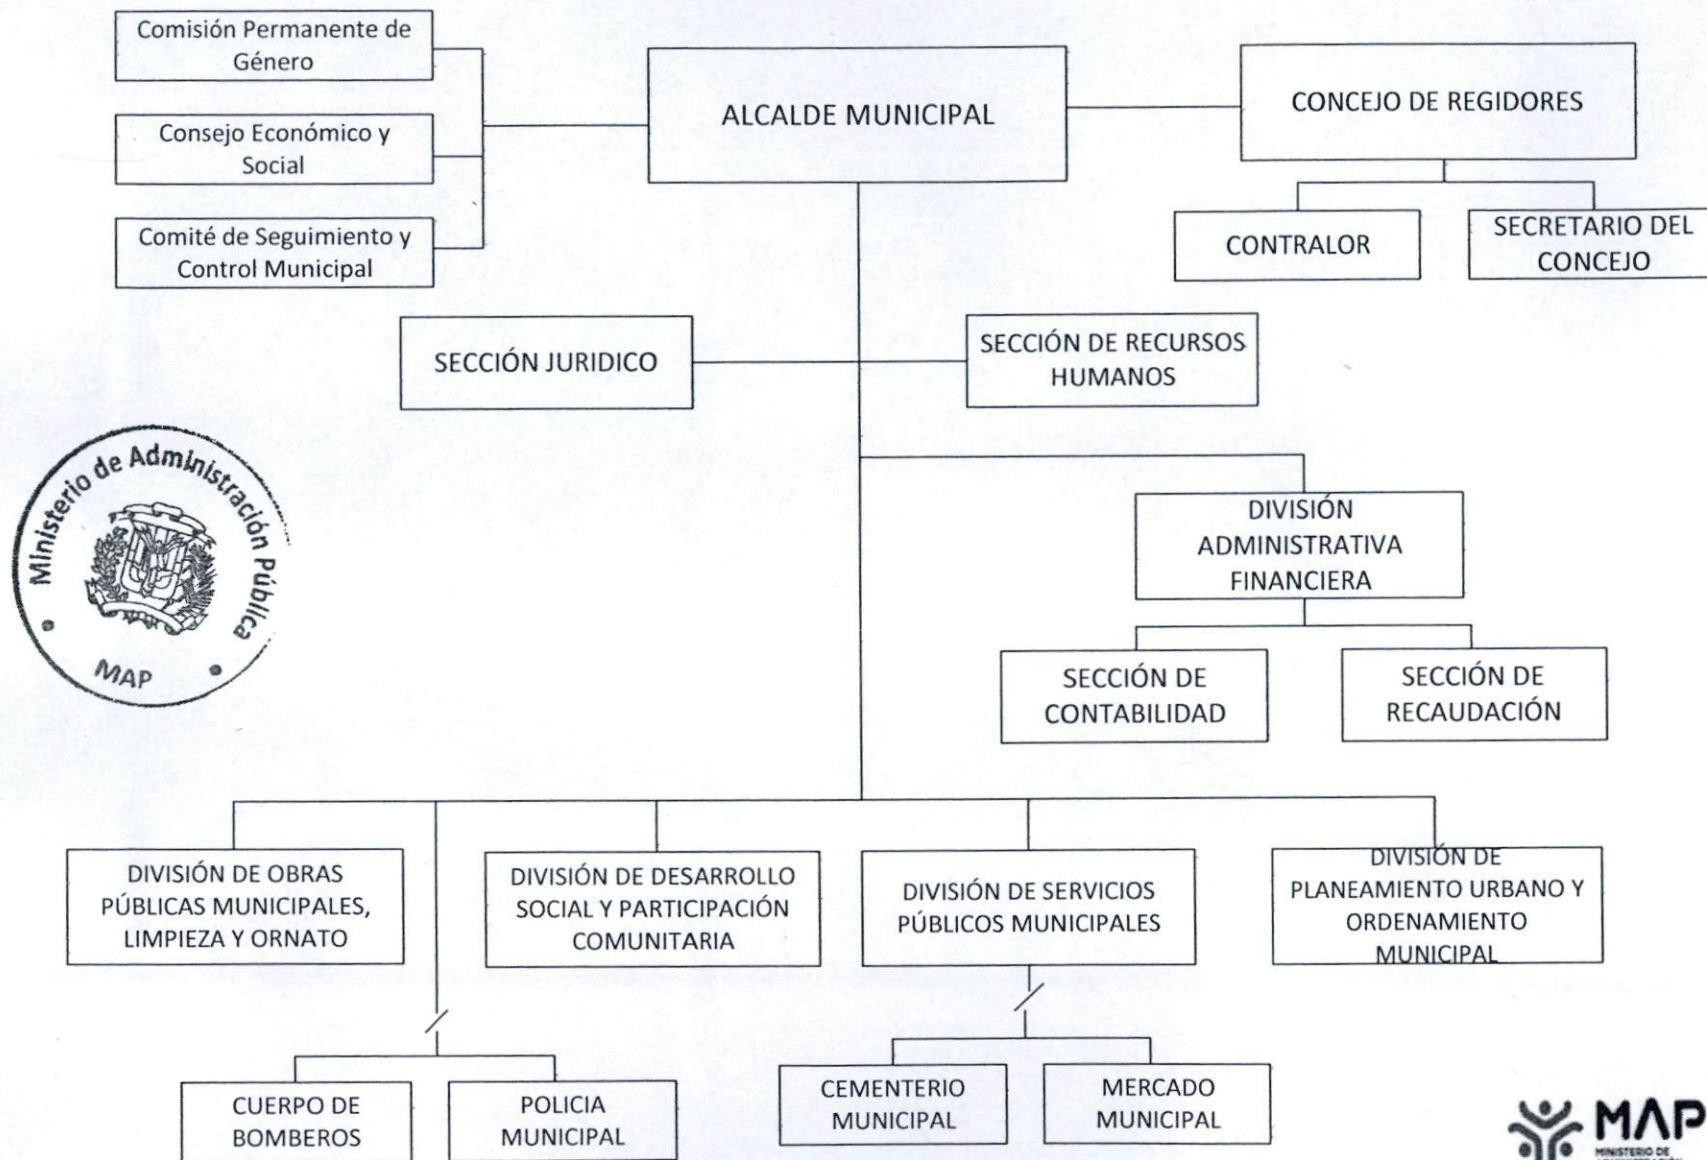 Comisión Permanente de
Género
Consejo Económico y
Social
Comité de Seguimiento y
Control Municipal
ALCALDE MUNICIPAL
CONCEJO DE REGIDORES
CONTRALOR
SECRETARIO DEL
CONCEJO
SECCIÓN JURIDICO
SECCIÓN DE RECURSOS
HUMANOS
Ministerio de Administración Pública
MAP
DIVISIÓN
ADMINISTRATIVA
FINANCIERA
SECCIÓN DE
CONTABILIDAD
SECCIÓN DE
RECAUDACIÓN
DIVISIÓN DE OBRAS
PÚBLICAS MUNICIPALES,
LIMPIEZA Y ORNATO
DIVISIÓN DE DESARROLLO
SOCIAL Y PARTICIPACIÓN
COMUNITARIA
DIVISIÓN DE SERVICIOS
PÚBLICOS MUNICIPALES
DIVISIÓN DE
PLANEAMIENTO URBANO Y
ORDENAMIENTO
MUNICIPAL
CUERPO DE
BOMBEROS
POLICIA
MUNICIPAL
CEMENTERIO
MUNICIPAL
MERCADO
MUNICIPAL
MAP
MINISTERIO DE